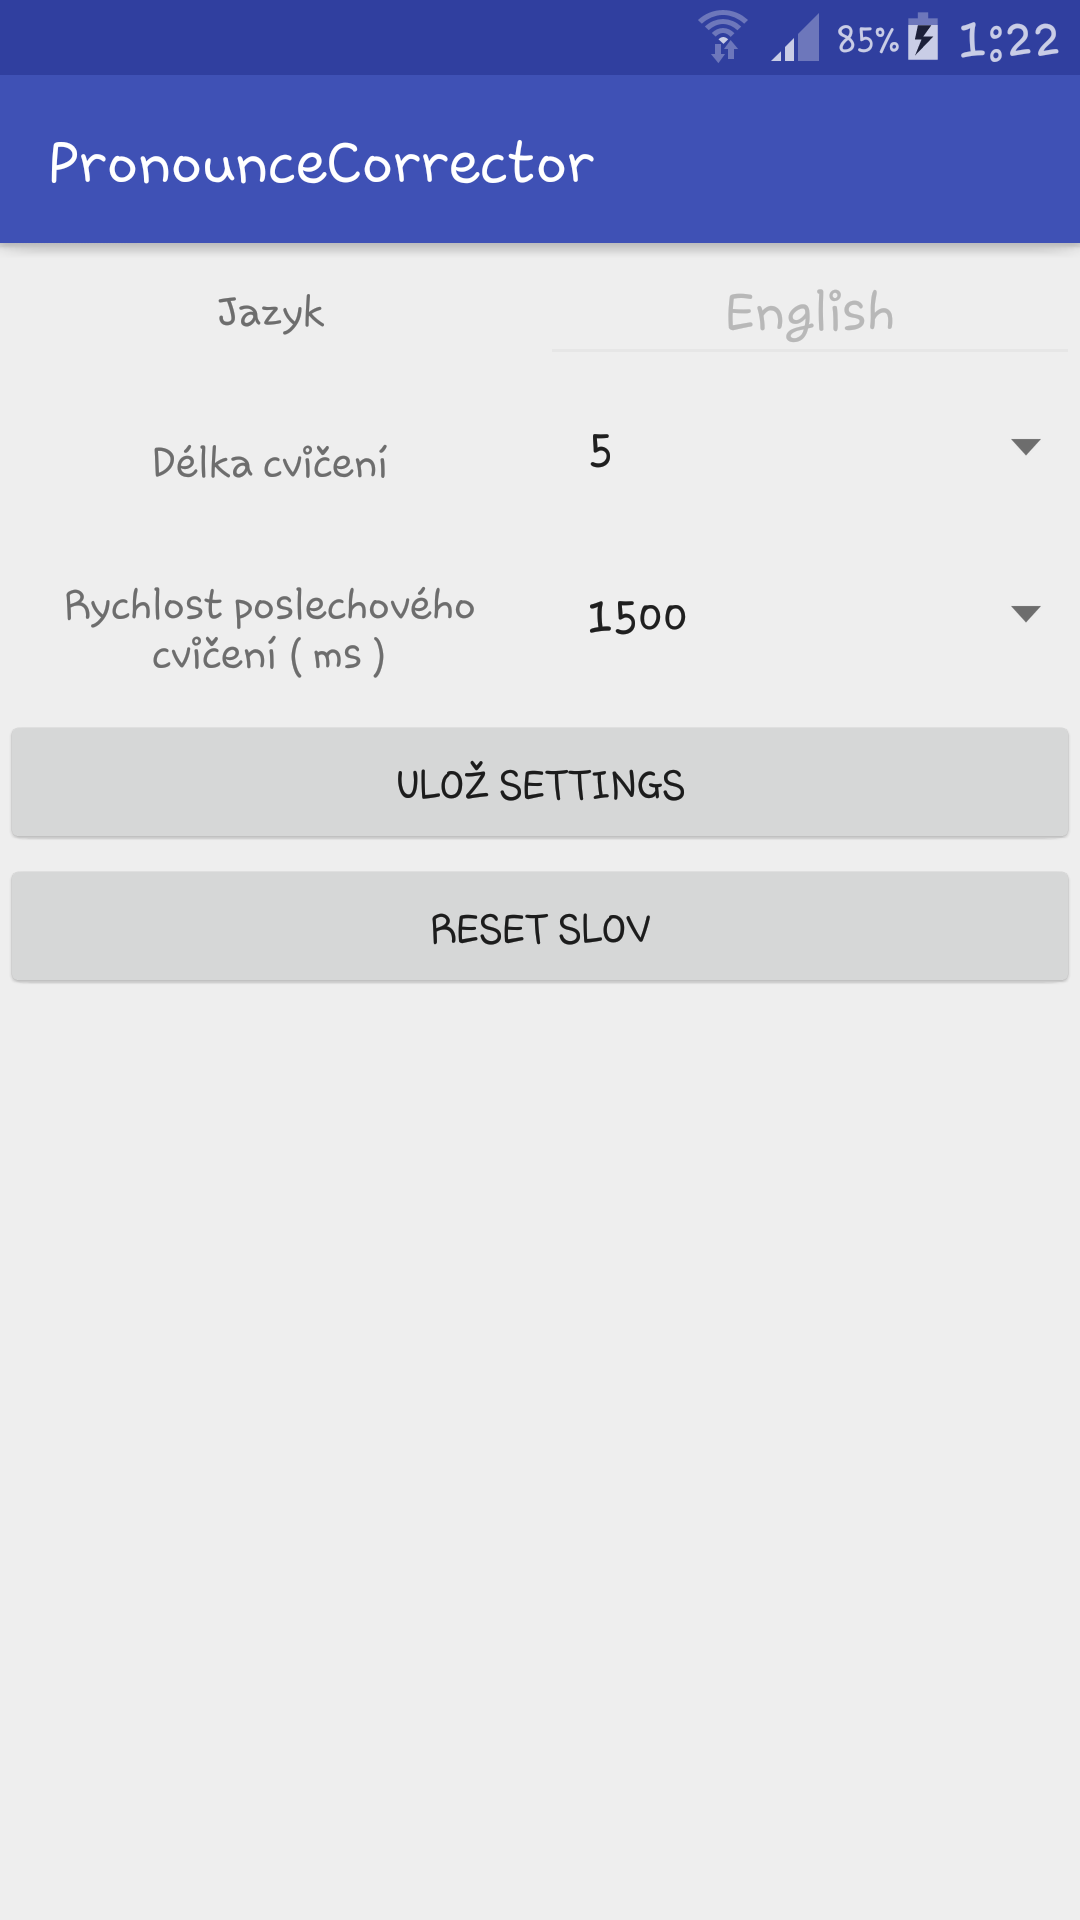 85% 1:22
PronounceCorrector
Jazyk English
Délka cvičení 5
Rychlost poslechového
cvičení ( ms ) 1500
ULOŽ SETTINGS
RESET SLOV